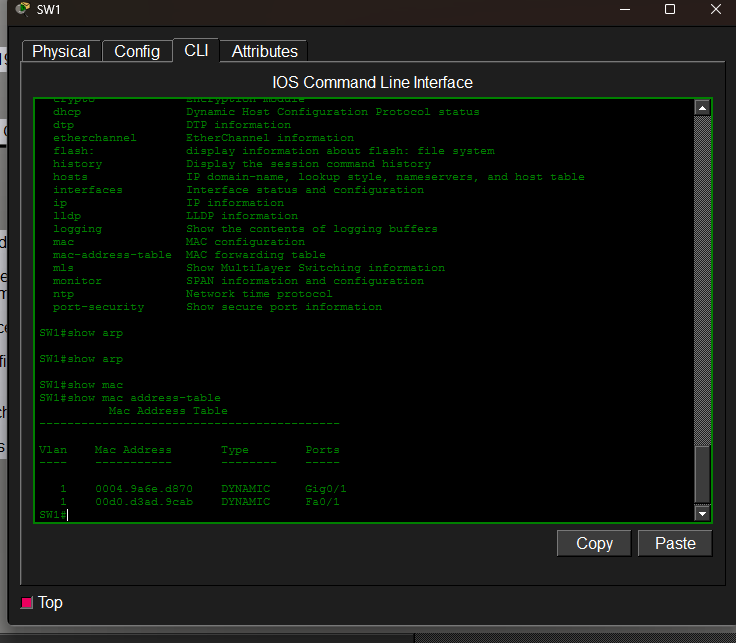 SW1
Physical Config CLI Attributes
IOS Command Line Interface
crypto Encryption module
dhcp Dynamic Host Configuration Protocol status
dtp DTP information
etherchannel EtherChannel information
flash: display information about flash: file system
history Display the session command history
hosts IP domain-name, lookup style, nameservers, and host table
interfaces Interface status and configuration
ip IP information
lldp LLDP information
logging Show the contents of logging buffers
mac MAC configuration
mac-address-table MAC forwarding table
mls Show MultiLayer Switching information
monitor SPAN information and configuration
ntp Network time protocol
port-security Show secure port information
SW1#show arp
SW1#show arp
SW1#show mac
SW1#show mac address-table
Mac Address Table
-------------------------------------------
Vlan Mac Address Type Ports
---- ----------- -------- -----
1 0004.9a6e.d870 DYNAMIC Gig0/1
1 00d0.d3ad.9cab DYNAMIC Fa0/1
SW1#
Copy Paste
Top